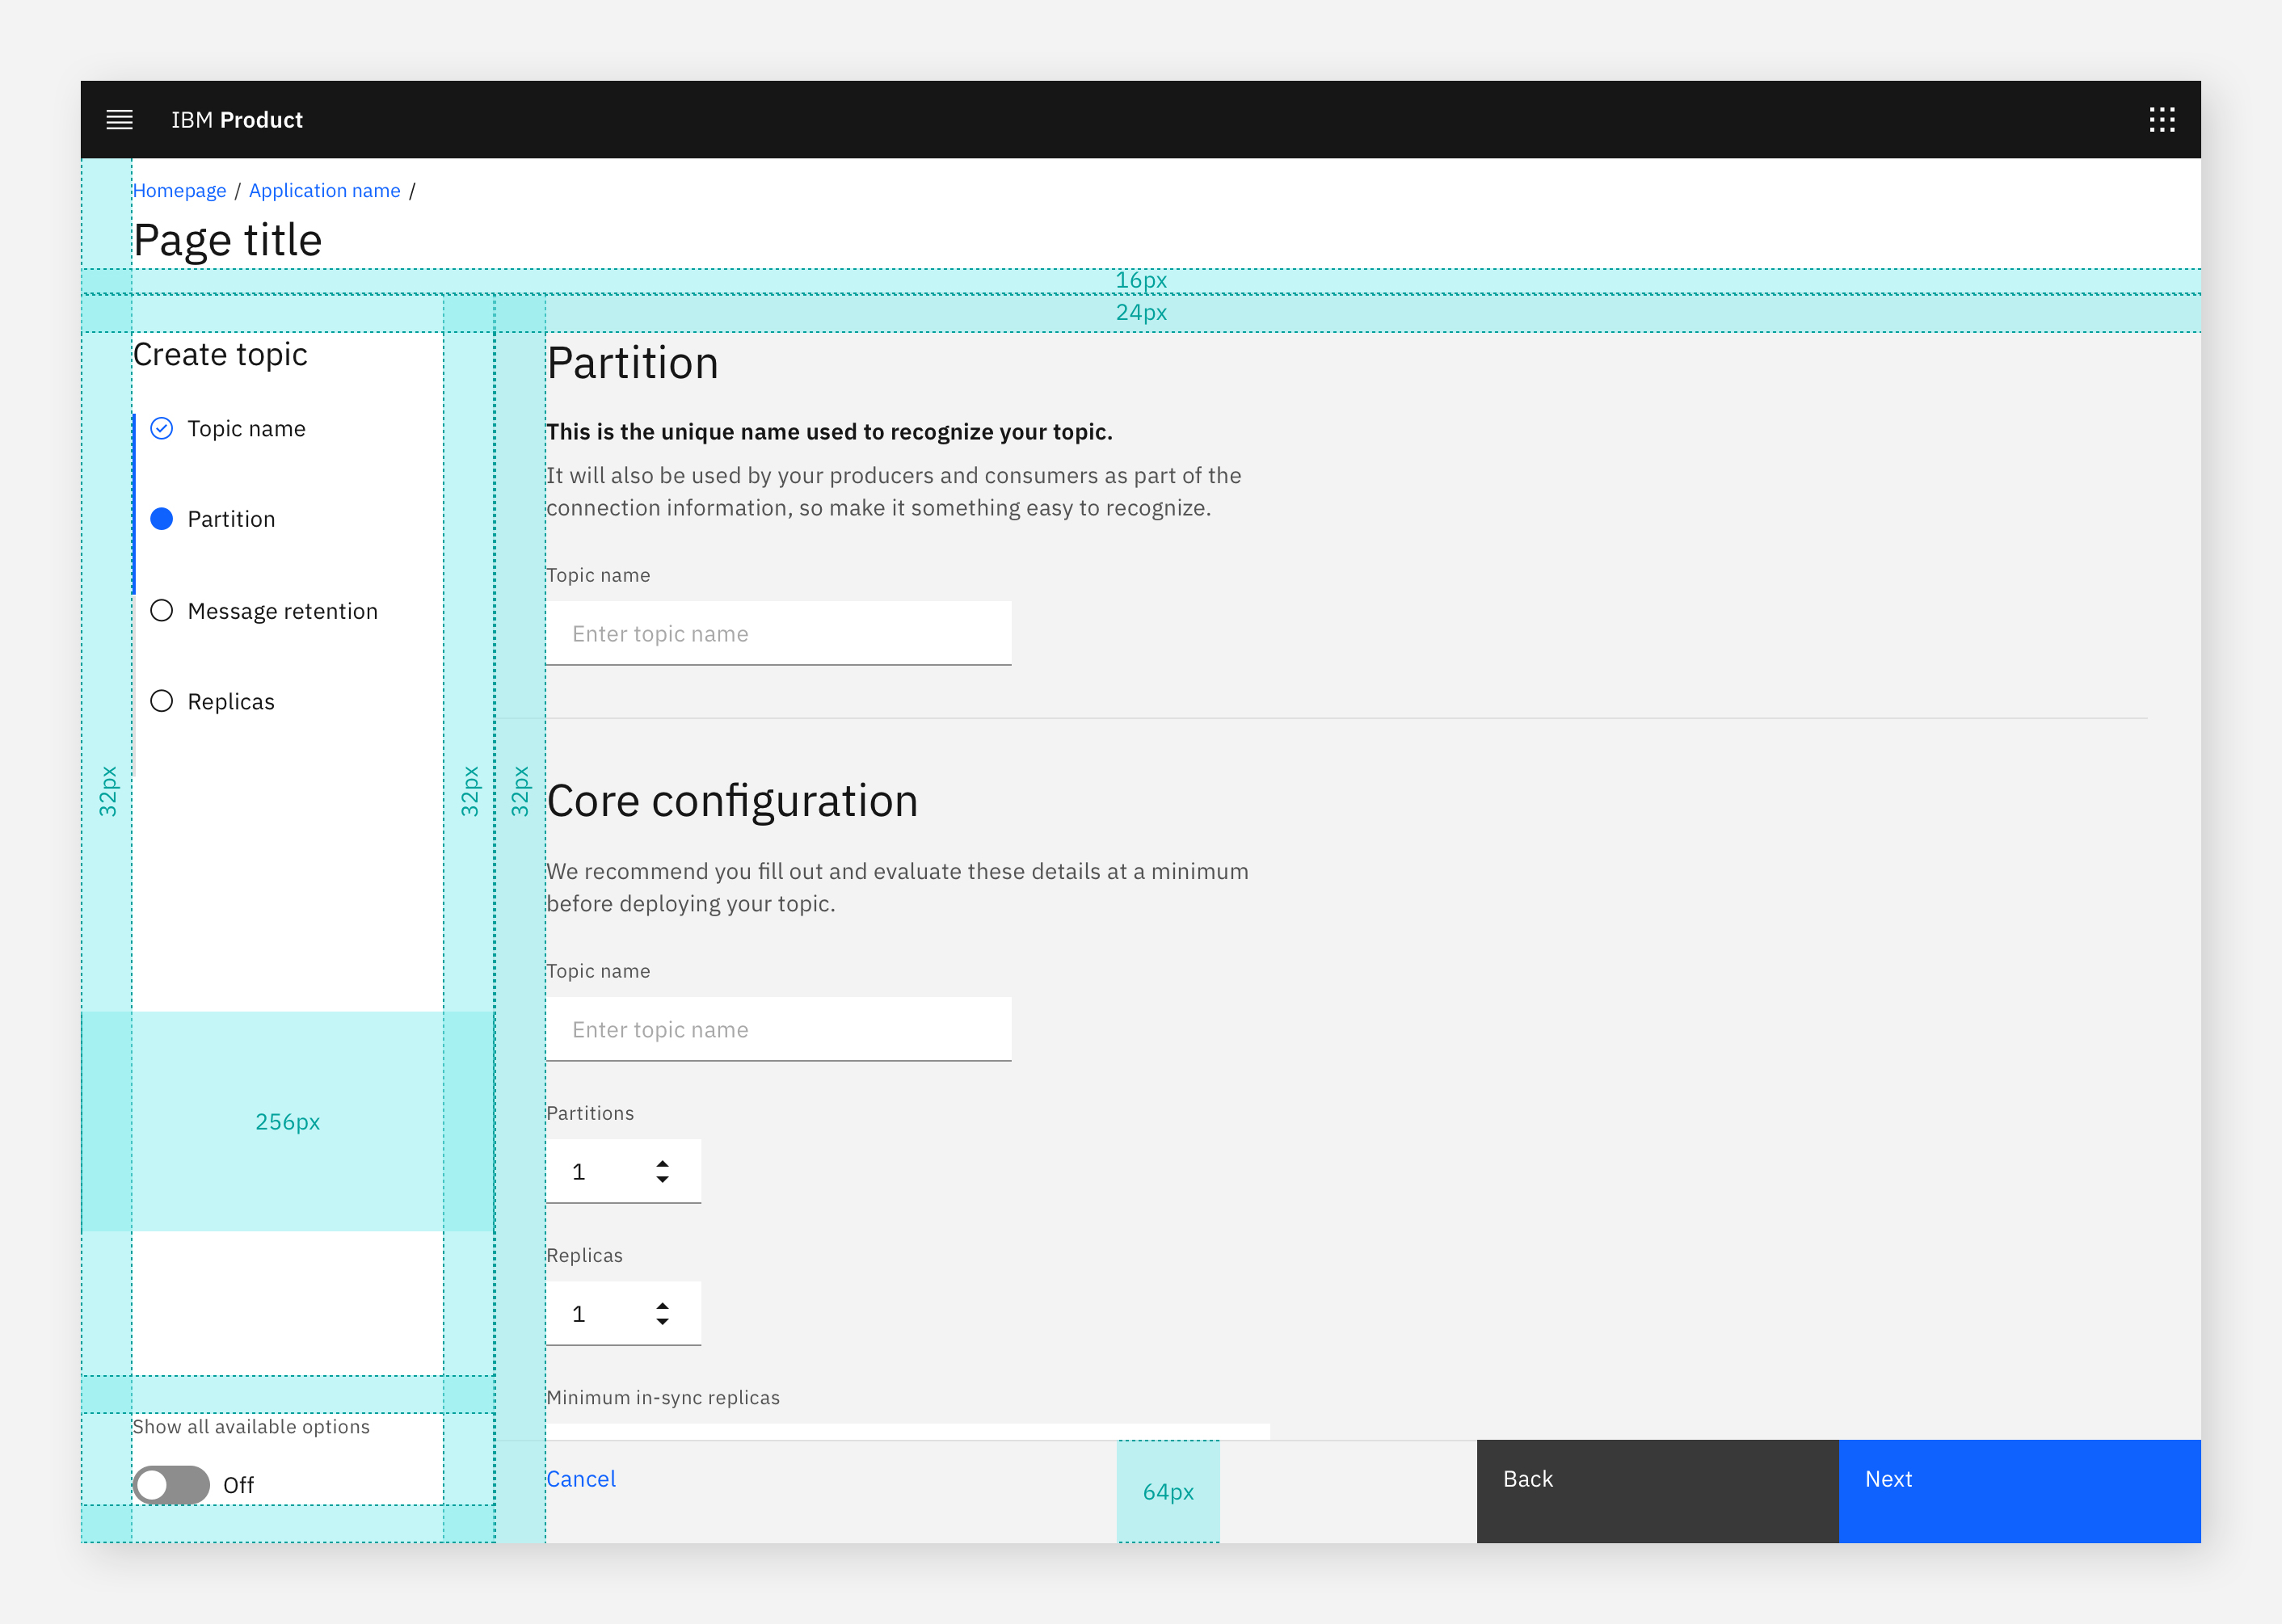 IBM Product
Homepage / Application name /
Page title
16px
24px
Create topic
Topic name
Partition
Message retention
Replicas
32px
32px
32px
256px
Show all available options
Off
Partition
This is the unique name used to recognize your topic.
It will also be used by your producers and consumers as part of the
connection information, so make it something easy to recognize.
Topic name
Enter topic name
Core configuration
We recommend you fill out and evaluate these details at a minimum
before deploying your topic.
Topic name
Enter topic name
Partitions
1
Replicas
1
Minimum in-sync replicas
Cancel
64px
Back
Next